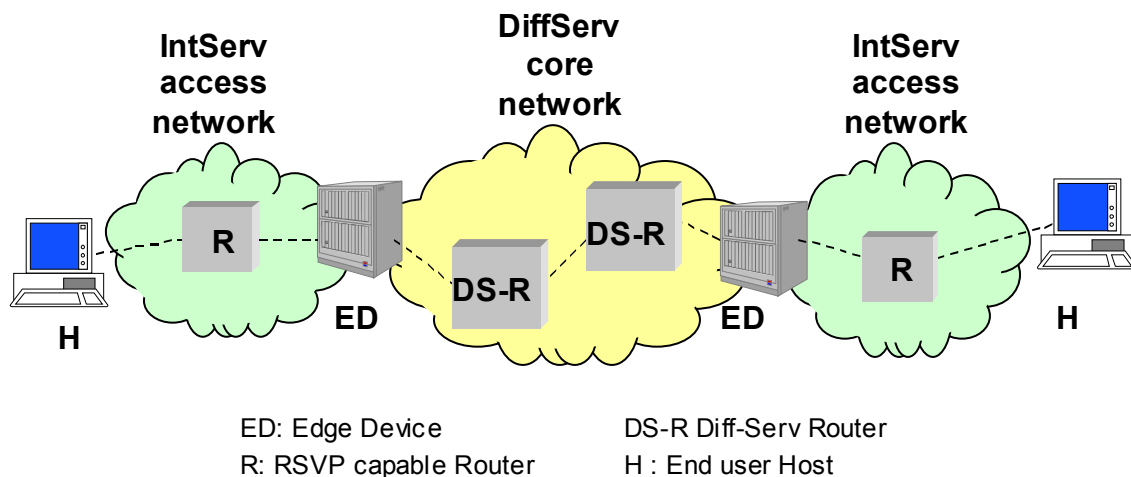 IntServ
access
network
DiffServ
core
network
IntServ
access
network
R
DS-R
DS-R
R
H
ED
ED
H
ED: Edge Device
DS-R Diff-Serv Router
R: RSVP capable Router
H : End user Host